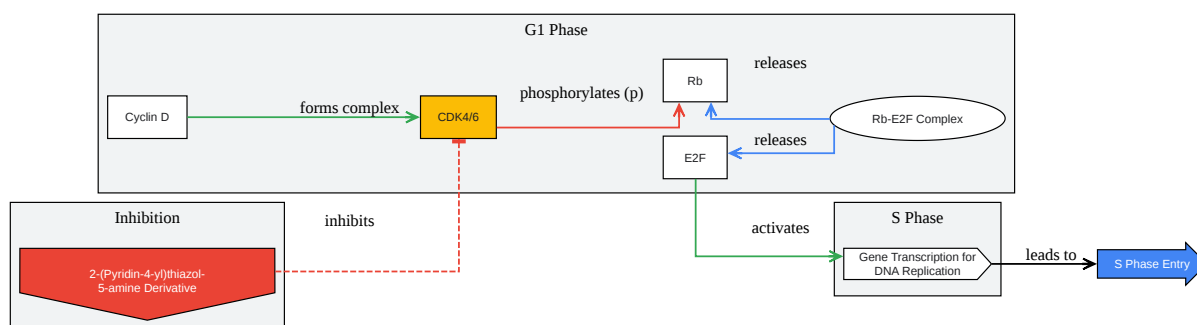 G1 Phase
Cyclin D
forms complex
CDK4/6
phosphorylates (p)
Rb
releases
Rb-E2F Complex
E2F
releases
Inhibition
2-(Pyridin-4-yl)thiazol-
5-amine Derivative
inhibits
activates
S Phase
Gene Transcription for
DNA Replication
leads to
S Phase Entry